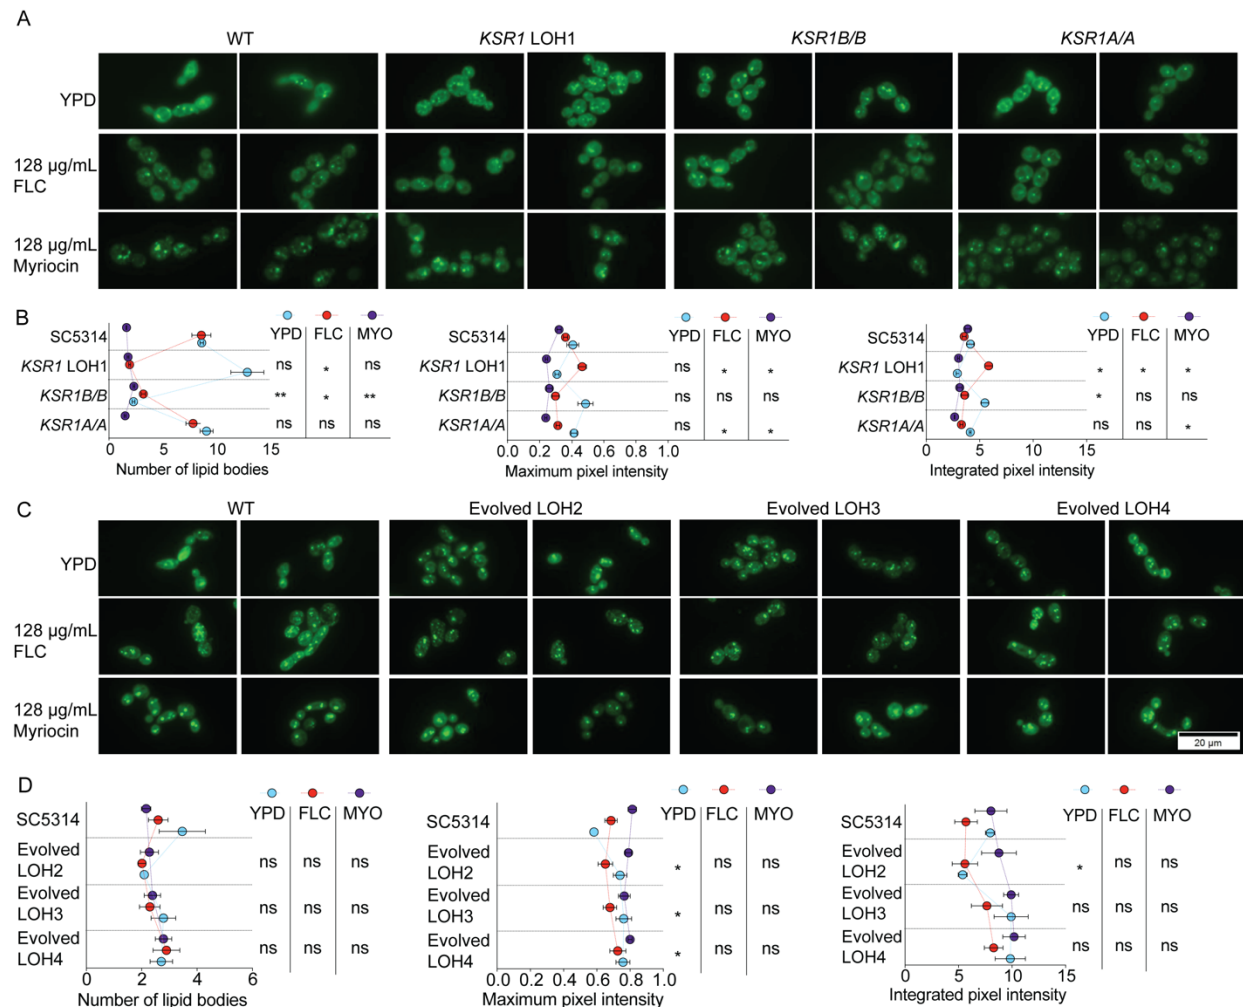 A
WT
KSR1 LOH1
KSR1B/B
KSR1A/A
YPD
128 µg/mL
FLC
128 µg/mL
Myriocin
B
YPD FLC MYO
SC5314
KSR1 LOH1 ns * ns
KSR1B/B ** * **
KSR1A/A ns ns ns
0 5 10 15
Number of lipid bodies
YPD FLC MYO
SC5314
KSR1 LOH1 ns * *
KSR1B/B ns ns ns
KSR1A/A ns * *
0 0.2 0.4 0.6 0.8 1.0
Maximum pixel intensity
YPD FLC MYO
SC5314
KSR1 LOH1 * * *
KSR1B/B * ns ns
KSR1A/A ns ns *
0 5 10 15
Integrated pixel intensity
C
WT
Evolved LOH2
Evolved LOH3
Evolved LOH4
YPD
128 µg/mL
FLC
128 µg/mL
Myriocin
20 µm
D
YPD FLC MYO
SC5314
Evolved
LOH2 ns ns ns
Evolved
LOH3 ns ns ns
Evolved
LOH4 ns ns ns
0 2 4 6
Number of lipid bodies
YPD FLC MYO
SC5314
Evolved
LOH2 * ns ns
Evolved
LOH3 * ns ns
Evolved
LOH4 * ns ns
0 0.2 0.4 0.6 0.8 1.0
Maximum pixel intensity
YPD FLC MYO
SC5314
Evolved
LOH2 * ns ns
Evolved
LOH3 ns ns ns
Evolved
LOH4 ns ns ns
0 5 10 15
Integrated pixel intensity